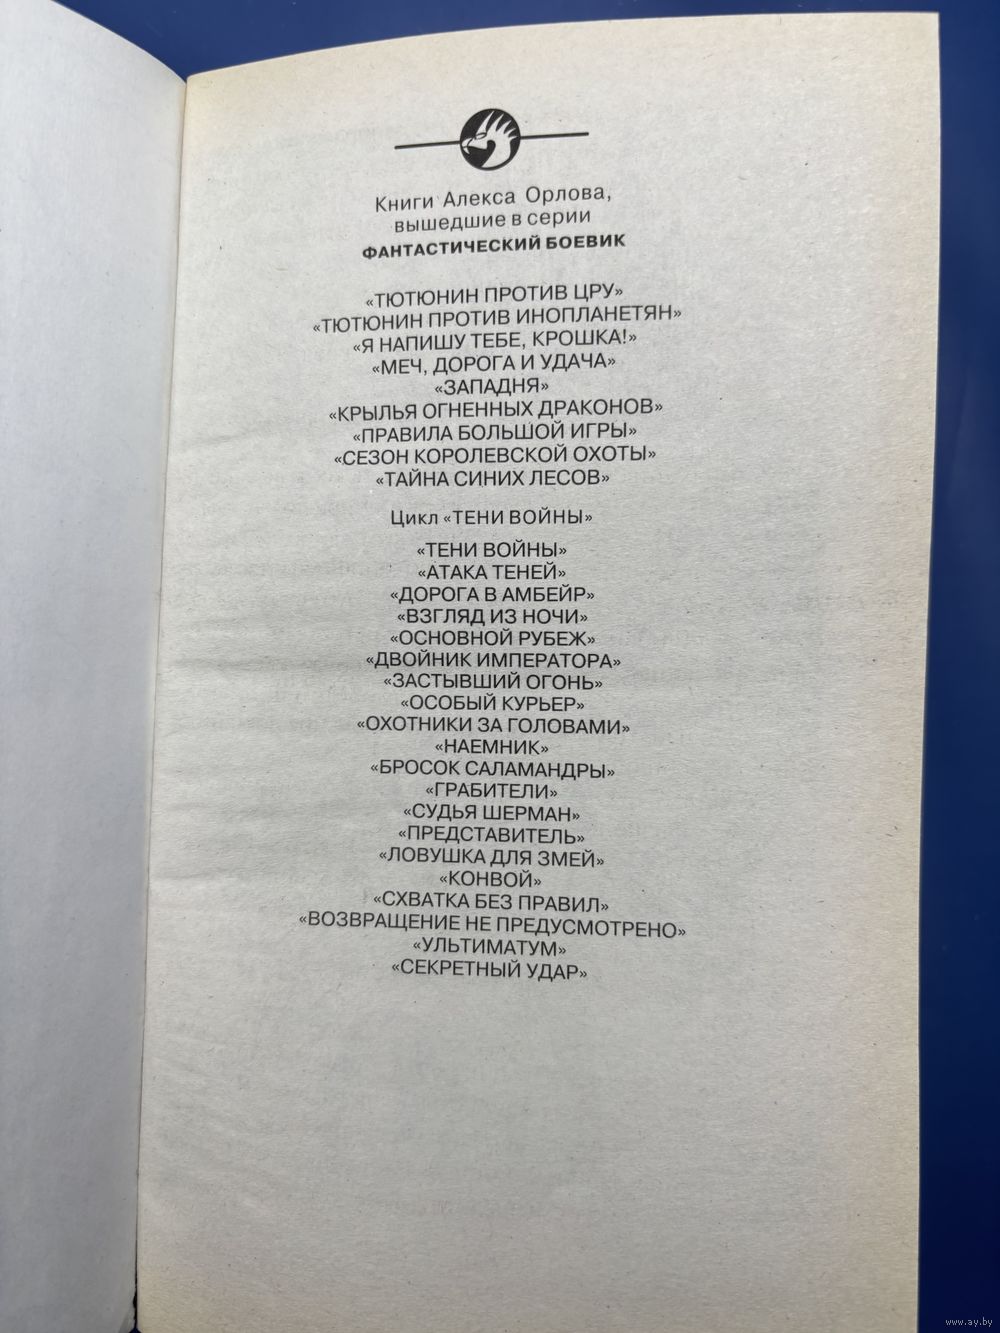 Книги Алекса Орлова,
вышедшие в серии
ФАНТАСТИЧЕСКИЙ БОЕВИК
«ТЮТЮНИН ПРОТИВ ЦРУ»
«ТЮТЮНИН ПРОТИВ ИНОПЛАНЕТЯН»
«Я НАПИШУ ТЕБЕ, КРОШКА!»
«МЕЧ, ДОРОГА И УДАЧА»
«ЗАПАДНЯ»
«КРЫЛЬЯ ОГНЕННЫХ ДРАКОНОВ»
«ПРАВИЛА БОЛЬШОЙ ИГРЫ»
«СЕЗОН КОРОЛЕВСКОЙ ОХОТЫ»
«ТАЙНА СИНИХ ЛЕСОВ»
Цикл «ТЕНИ ВОЙНЫ»
«ТЕНИ ВОЙНЫ»
«АТАКА ТЕНЕЙ»
«ДОРОГА В АМБЕЙР»
«ВЗГЛЯД ИЗ НОЧИ»
«ОСНОВНОЙ РУБЕЖ»
«ДВОЙНИК ИМПЕРАТОРА»
«ЗАСТЫВШИЙ ОГОНЬ»
«ОСОБЫЙ КУРЬЕР»
«ОХОТНИКИ ЗА ГОЛОВАМИ»
«НАЕМНИК»
«БРОСОК САЛАМАНДРЫ»
«ГРАБИТЕЛИ»
«СУДЬЯ ШЕРМАН»
«ПРЕДСТАВИТЕЛЬ»
«ЛОВУШКА ДЛЯ ЗМЕЙ»
«КОНВОЙ»
«СХВАТКА БЕЗ ПРАВИЛ»
«ВОЗВРАЩЕНИЕ НЕ ПРЕДУСМОТРЕНО»
«УЛЬТИМАТУМ»
«СЕКРЕТНЫЙ УДАР»
www.ay.by